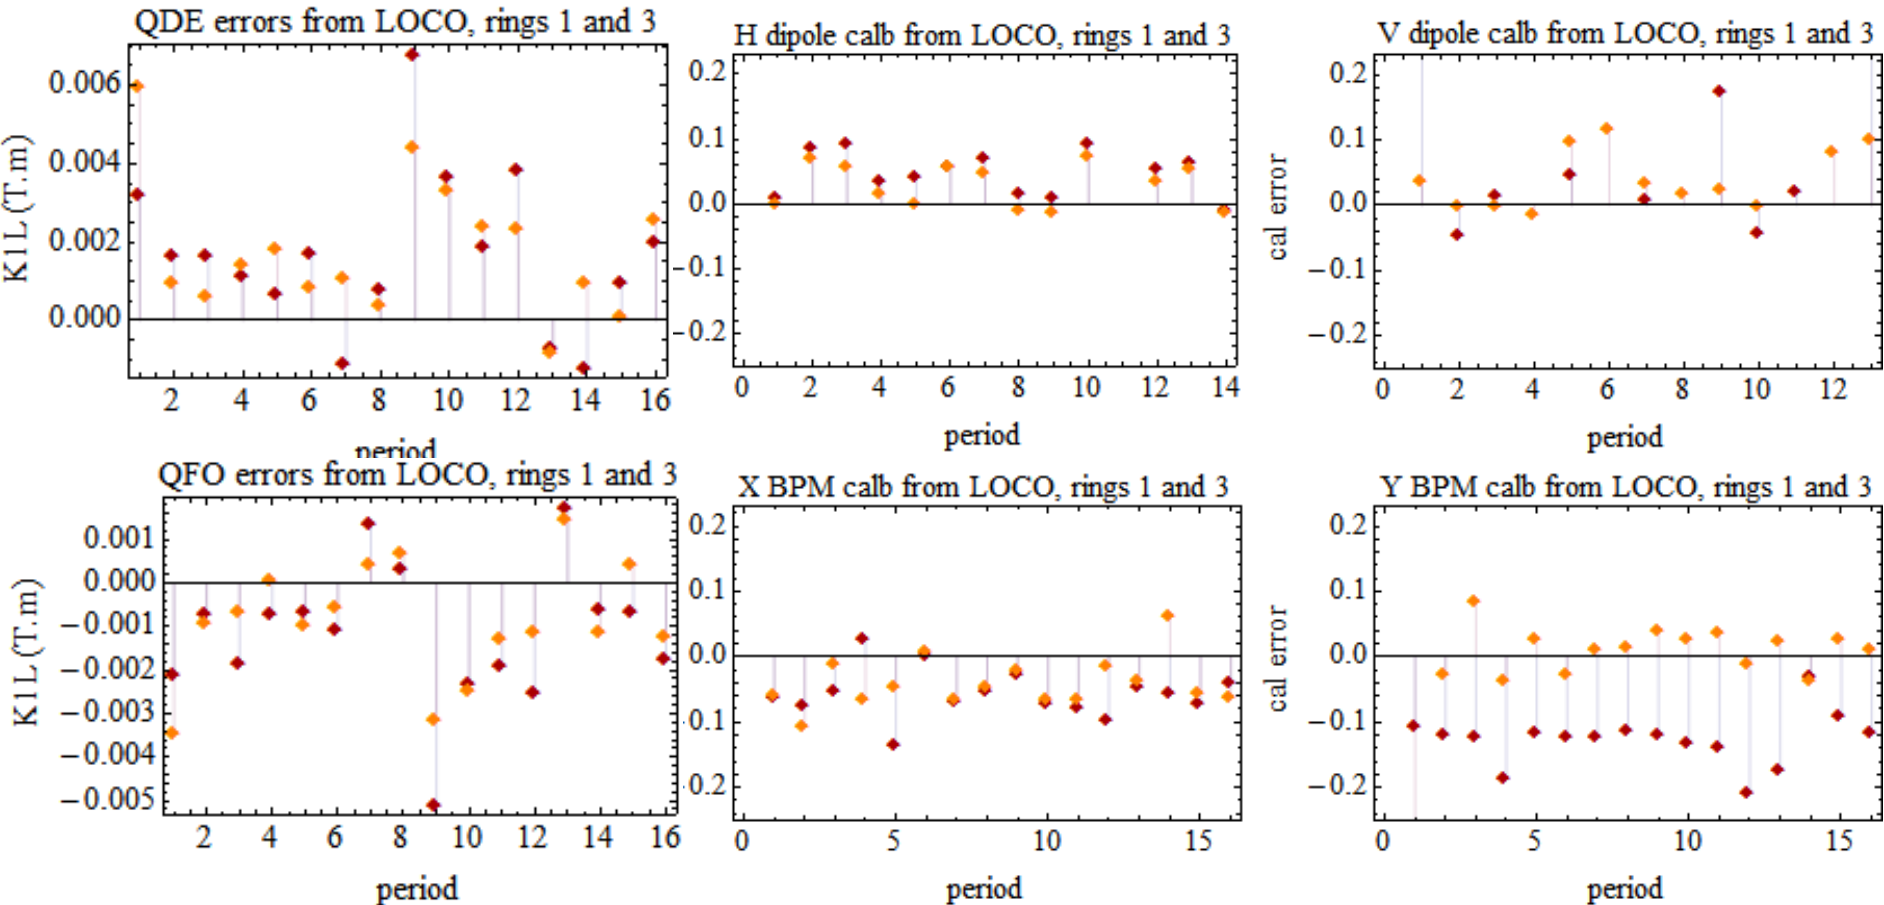 QDE errors from LOCO, rings 1 and 3
K1L (T.m)
0.006
0.004
0.002
0.000
2 4 6 8 10 12 14 16
period
H dipole calb from LOCO, rings 1 and 3
0.2
0.1
0.0
-0.1
-0.2
0 2 4 6 8 10 12 14
period
V dipole calb from LOCO, rings 1 and 3
cal error
0.2
0.1
0.0
-0.1
-0.2
0 2 4 6 8 10 12
period
QFO errors from LOCO, rings 1 and 3
K1L (T.m)
0.001
0.000
-0.001
-0.002
-0.003
-0.004
-0.005
2 4 6 8 10 12 14 16
period
X BPM calb from LOCO, rings 1 and 3
0.2
0.1
0.0
0.1
0.2
0 5 10 15
period
Y BPM calb from LOCO, rings 1 and 3
cal error
0.2
0.1
0.0
-0.1
-0.2
0 5 10 15
period